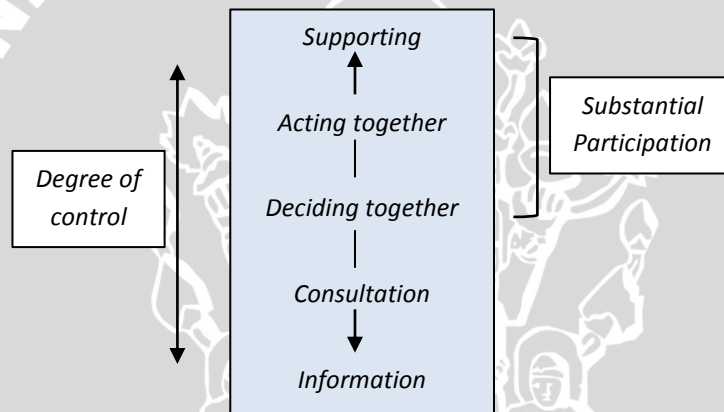 Supporting
Acting together
Deciding together
Consultation
Information
Degree of
control
Substantial
Participation